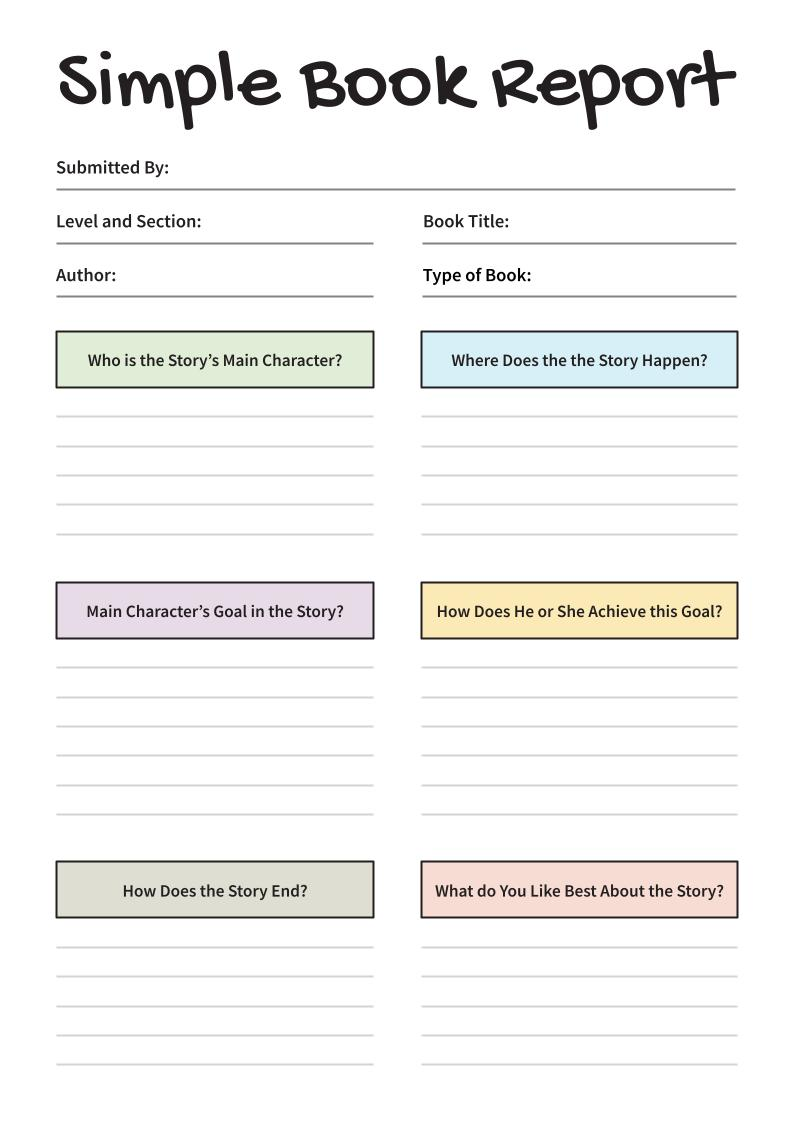 Simple Book Report
Submitted By:
Level and Section:
Book Title:
Author:
Type of Book:
Who is the Story’s Main Character?
Where Does the the Story Happen?
Main Character’s Goal in the Story?
How Does He or She Achieve this Goal?
How Does the Story End?
What do You Like Best About the Story?